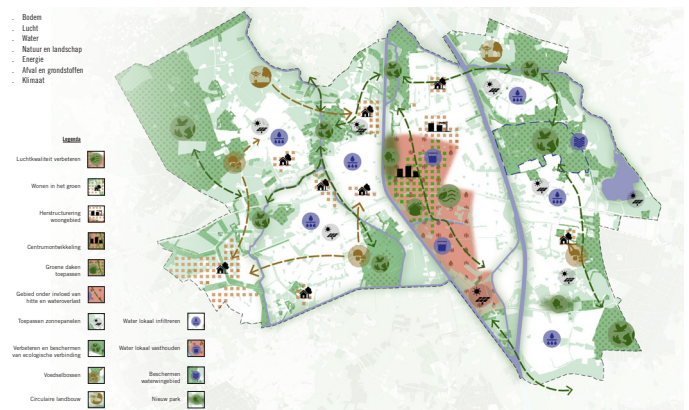 . Bodem
. Lucht
. Water
. Natuur en landschap
. Energie
. Afval en grondstoffen
. Klimaat
Legenda
Luchtkwaliteit verbeteren
Wonen in het groen
Herstructurering
woongebied
Centrumontwikkeling
Groene daken
toepassen
Gebied onder invloed van
hitte en wateroverlast
Toepassen zonnepanelen
Verbeteren en beschermen
van ecologische verbinding
Voedselbossen
Circulaire landbouw
Water lokaal infiltreren
Water lokaal vasthouden
Beschermen
waterwingebied
Nieuw park